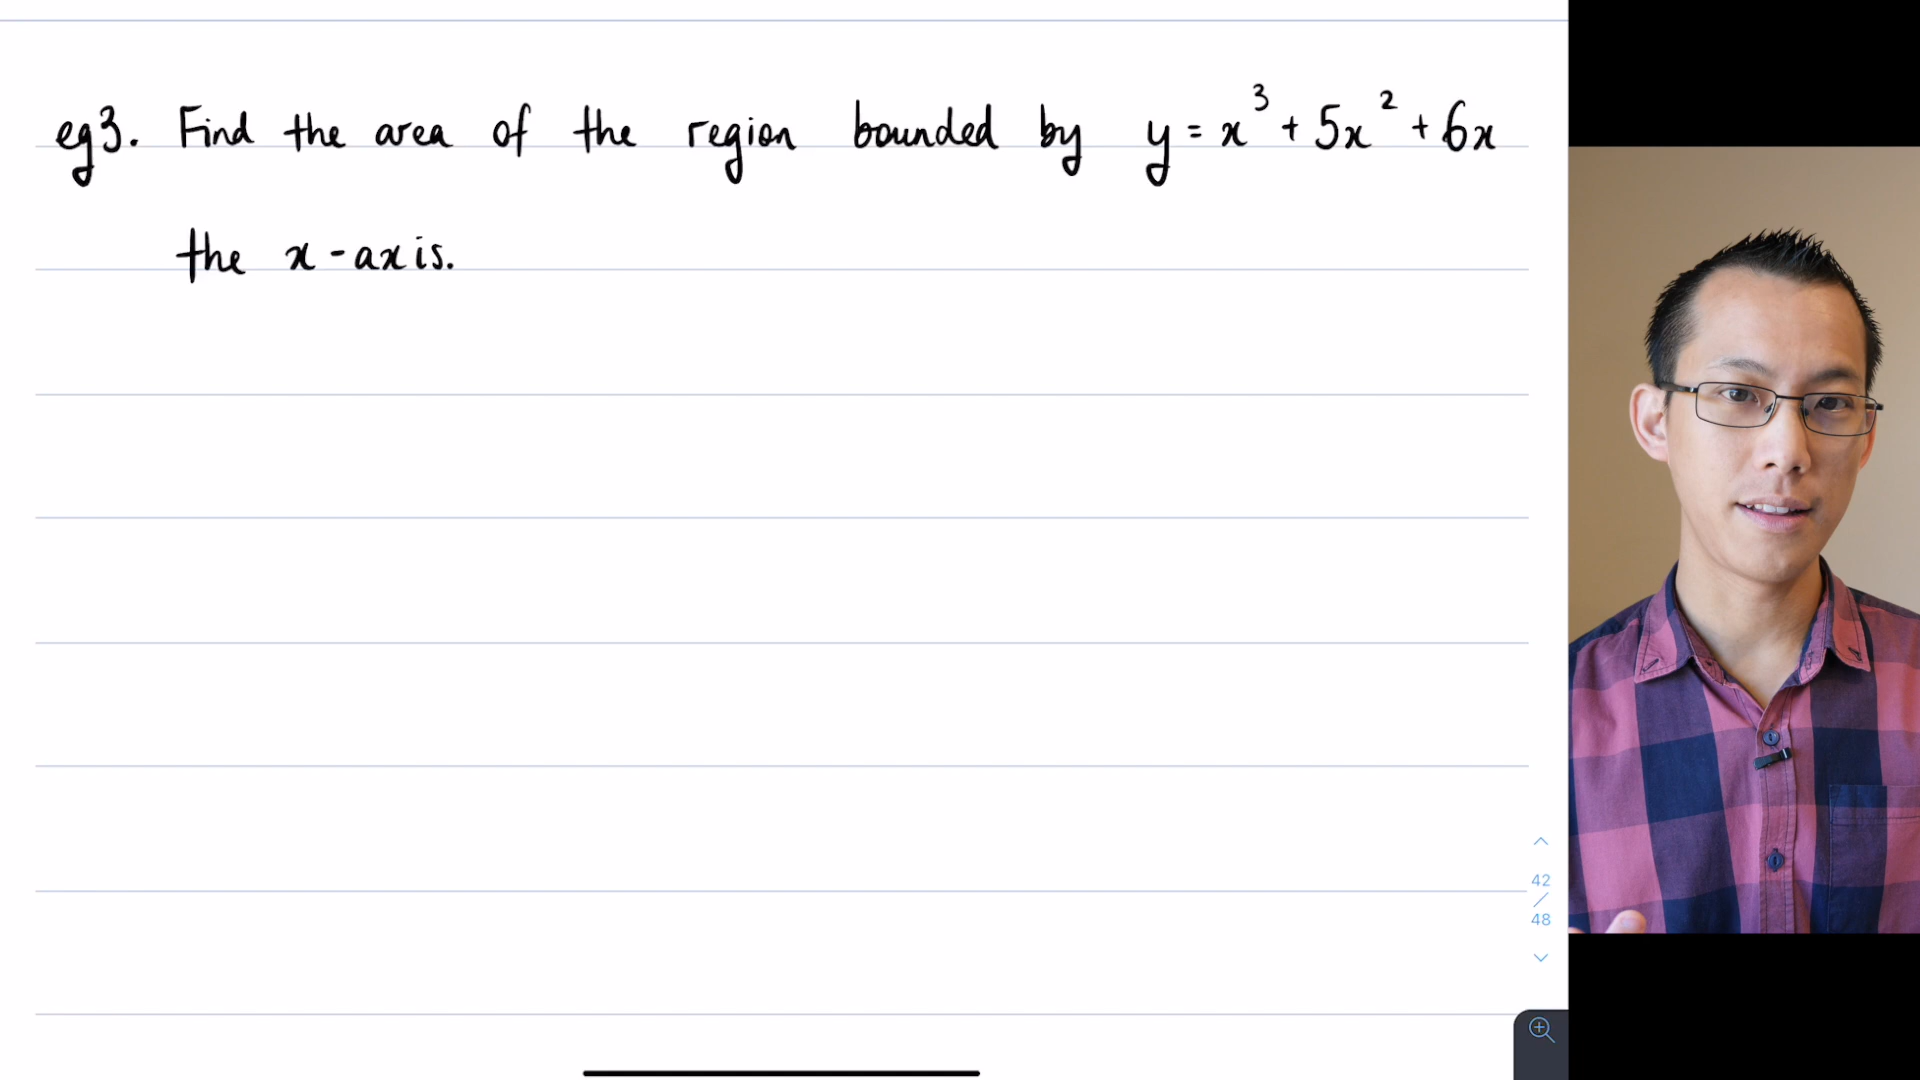 eg3. Find the area of the region bounded by y = x³ + 5x² + 6x
the x-axis.
42
/
48